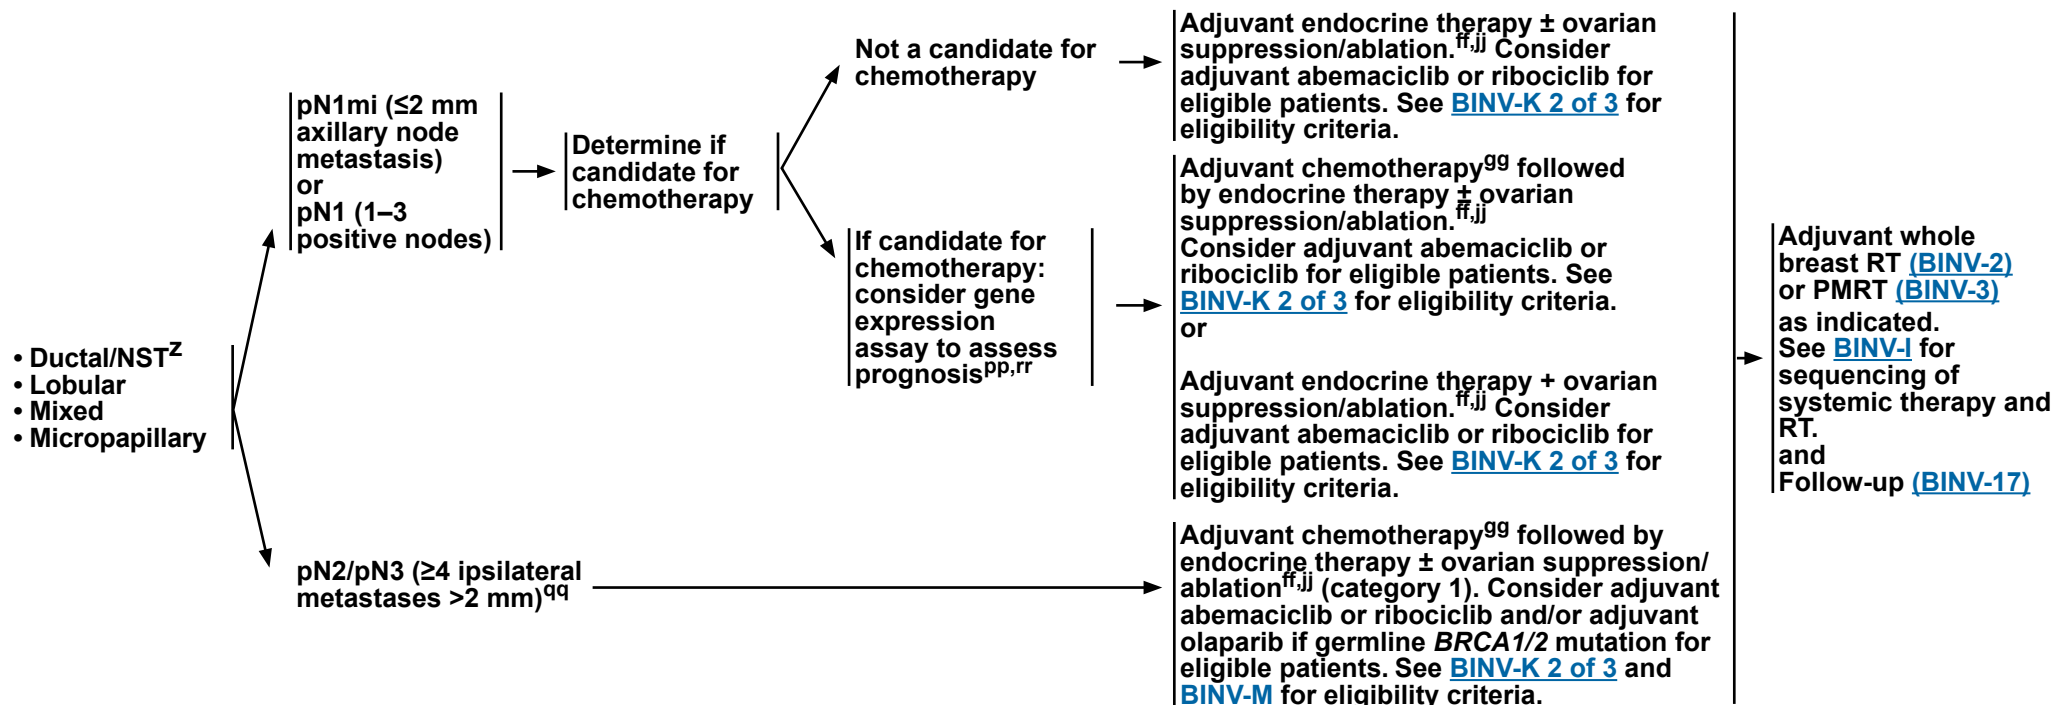 • Ductal/NSTz
• Lobular
• Mixed
• Micropapillary
pN1mi (≤2 mm
axillary node
metastasis)
or
pN1 (1–3
positive nodes)
Determine if
candidate for
chemotherapy
Not a candidate for
chemotherapy
Adjuvant endocrine therapy ± ovarian
suppression/ablation.ff,jj Consider
adjuvant abemaciclib or ribociclib for
eligible patients. See BINV-K 2 of 3 for
eligibility criteria.
If candidate for
chemotherapy:
consider gene
expression
assay to assess
prognosispp,rr
Adjuvant chemotherapygg followed
by endocrine therapy ± ovarian
suppression/ablation.ff,jj
Consider adjuvant abemaciclib or
ribociclib for eligible patients. See
BINV-K 2 of 3 for eligibility criteria.
or
Adjuvant endocrine therapy + ovarian
suppression/ablation.ff,jj Consider
adjuvant abemaciclib or ribociclib for
eligible patients. See BINV-K 2 of 3 for
eligibility criteria.
pN2/pN3 (≥4 ipsilateral
metastases >2 mm)qq
Adjuvant chemotherapygg followed by
endocrine therapy ± ovarian suppression/
ablationff,jj (category 1). Consider adjuvant
abemaciclib or ribociclib and/or adjuvant
olaparib if germline BRCA1/2 mutation for
eligible patients. See BINV-K 2 of 3 and
BINV-M for eligibility criteria.
Adjuvant whole
breast RT (BINV-2)
or PMRT (BINV-3)
as indicated.
See BINV-I for
sequencing of
systemic therapy and
RT.
and
Follow-up (BINV-17)